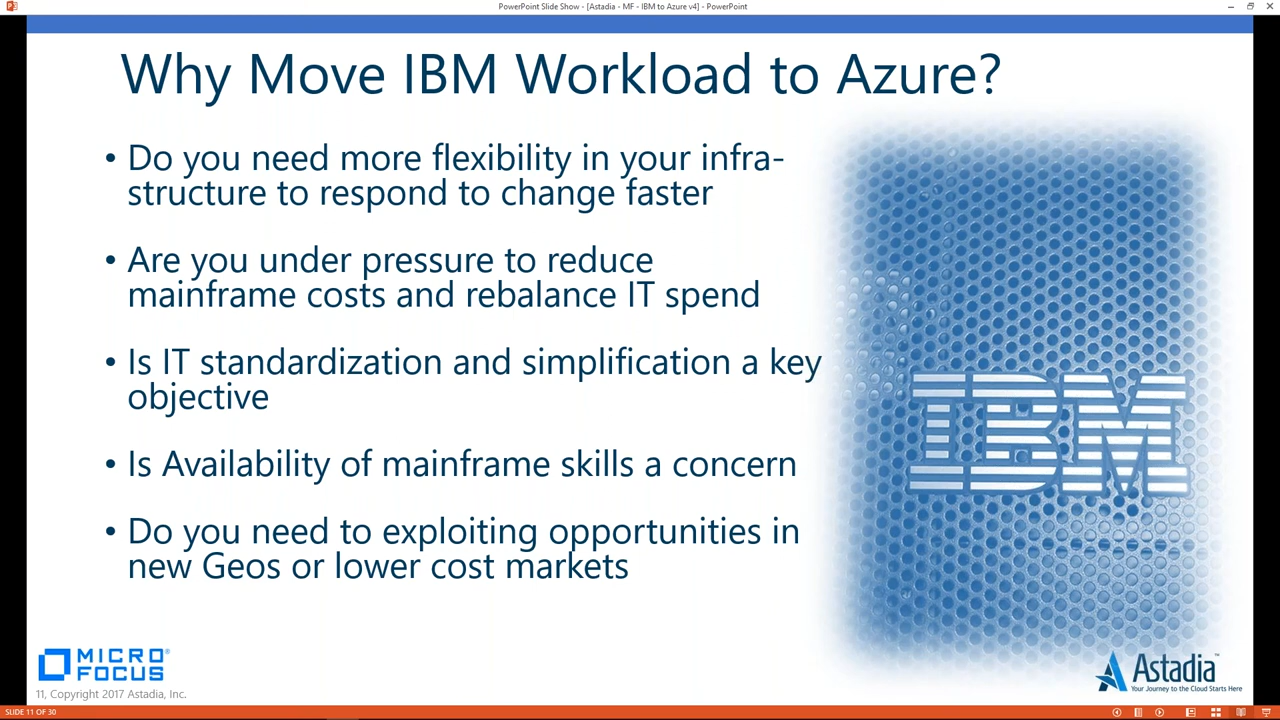 PowerPoint Slide Show - [Astadia - MF - IBM to Azure v4] - PowerPoint
Why Move IBM Workload to Azure?
• Do you need more flexibility in your infra-
structure to respond to change faster
• Are you under pressure to reduce
mainframe costs and rebalance IT spend
• Is IT standardization and simplification a key
objective
• Is Availability of mainframe skills a concern
• Do you need to exploiting opportunities in
new Geos or lower cost markets
IBM
MICRO
FOCUS
11, Copyright 2017 Astadia, Inc.
Astadia™
Your Journey to the Cloud Starts Here
SLIDE 11 OF 30